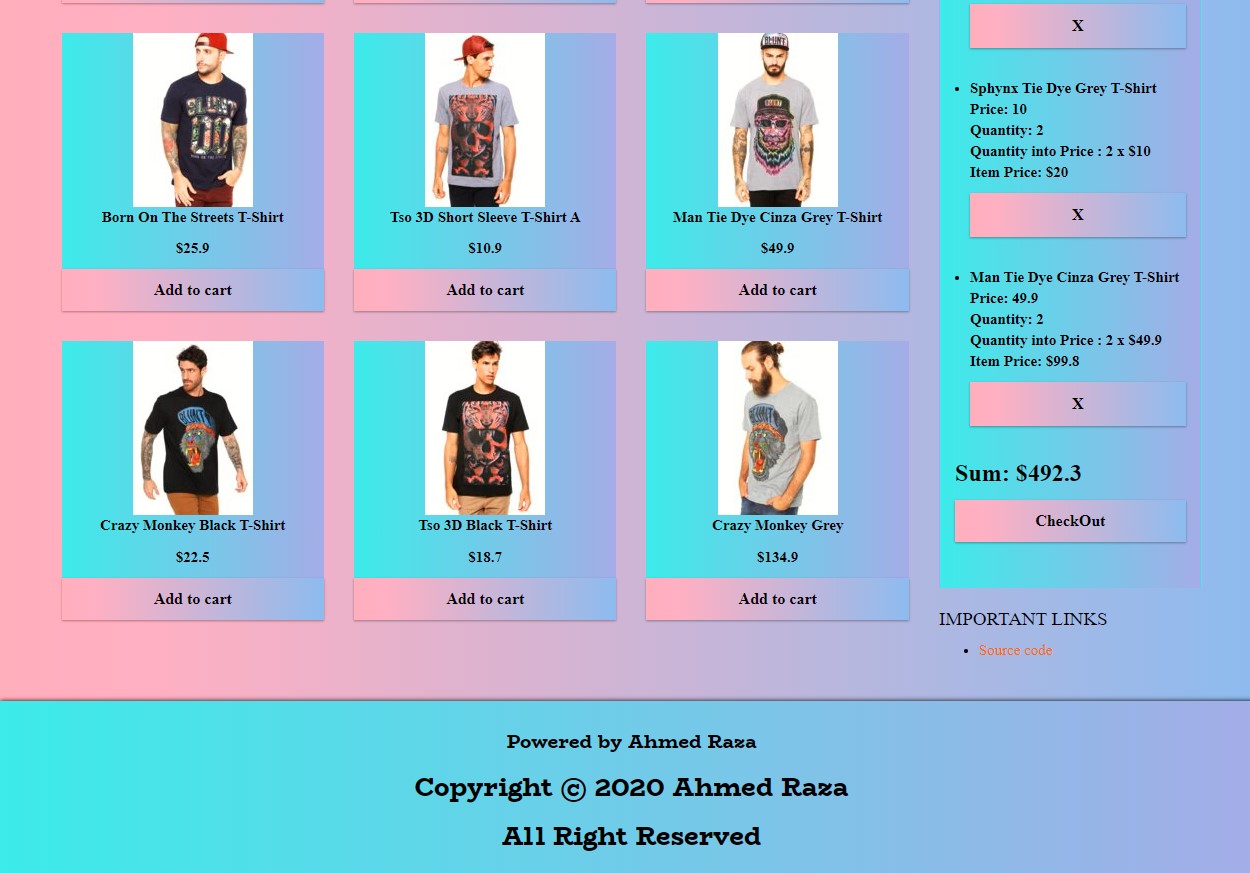 Born On The Streets T-Shirt
$25.9
Add to cart
Tso 3D Short Sleeve T-Shirt A
$10.9
Add to cart
Man Tie Dye Cinza Grey T-Shirt
$49.9
Add to cart
Crazy Monkey Black T-Shirt
$22.5
Add to cart
Tso 3D Black T-Shirt
$18.7
Add to cart
Crazy Monkey Grey
$134.9
Add to cart
X
• Sphynx Tie Dye Grey T-Shirt
Price: 10
Quantity: 2
Quantity into Price : 2 x $10
Item Price: $20
X
• Man Tie Dye Cinza Grey T-Shirt
Price: 49.9
Quantity: 2
Quantity into Price : 2 x $49.9
Item Price: $99.8
X
Sum: $492.3
CheckOut
IMPORTANT LINKS
• Source code
Powered by Ahmed Raza
Copyright © 2020 Ahmed Raza
All Right Reserved